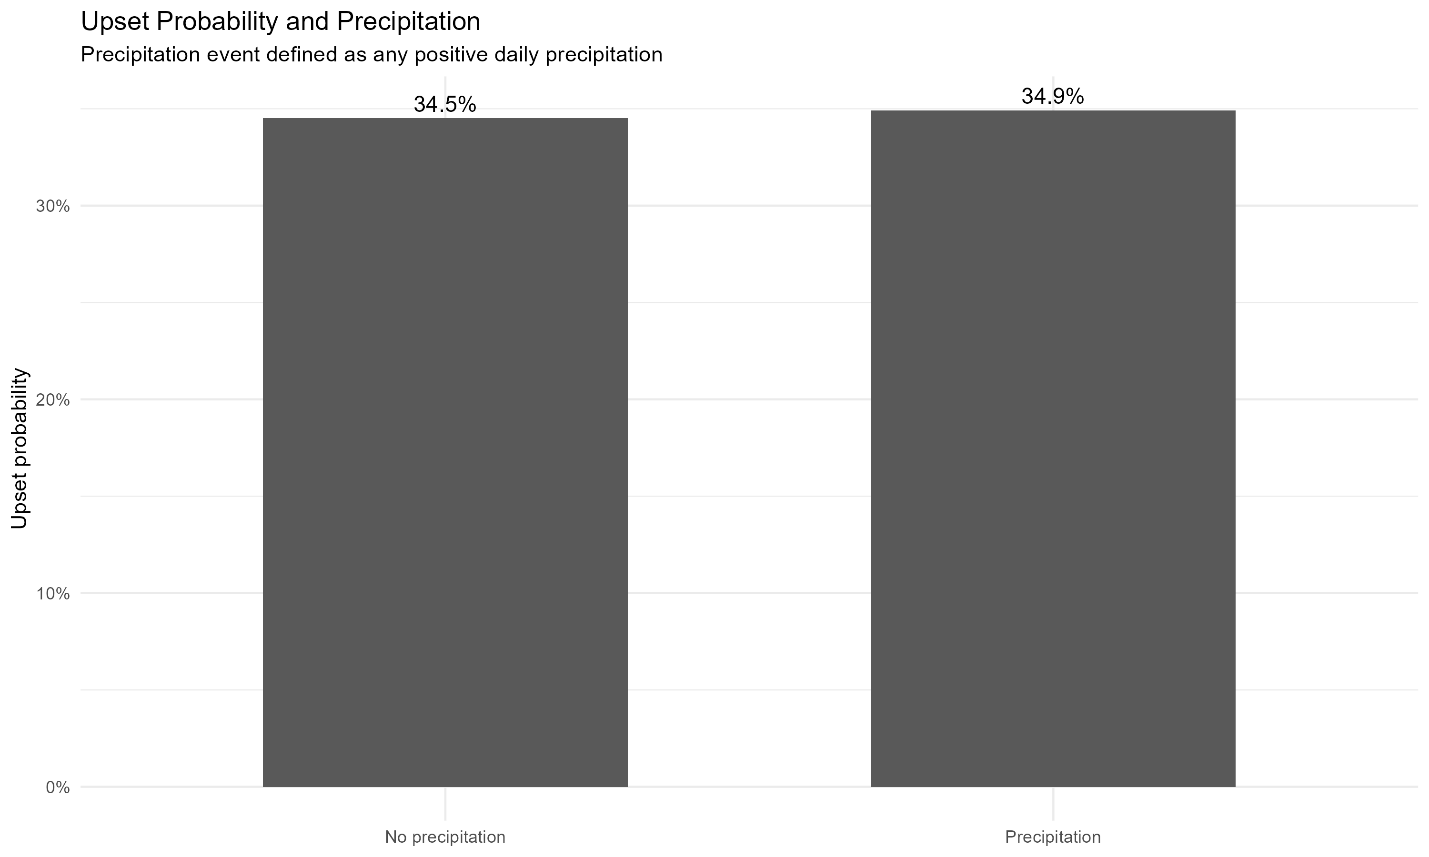 Upset Probability and Precipitation
Precipitation event defined as any positive daily precipitation
34.5%
34.9%
30%
20%
10%
0%
Upset probability
No precipitation
Precipitation